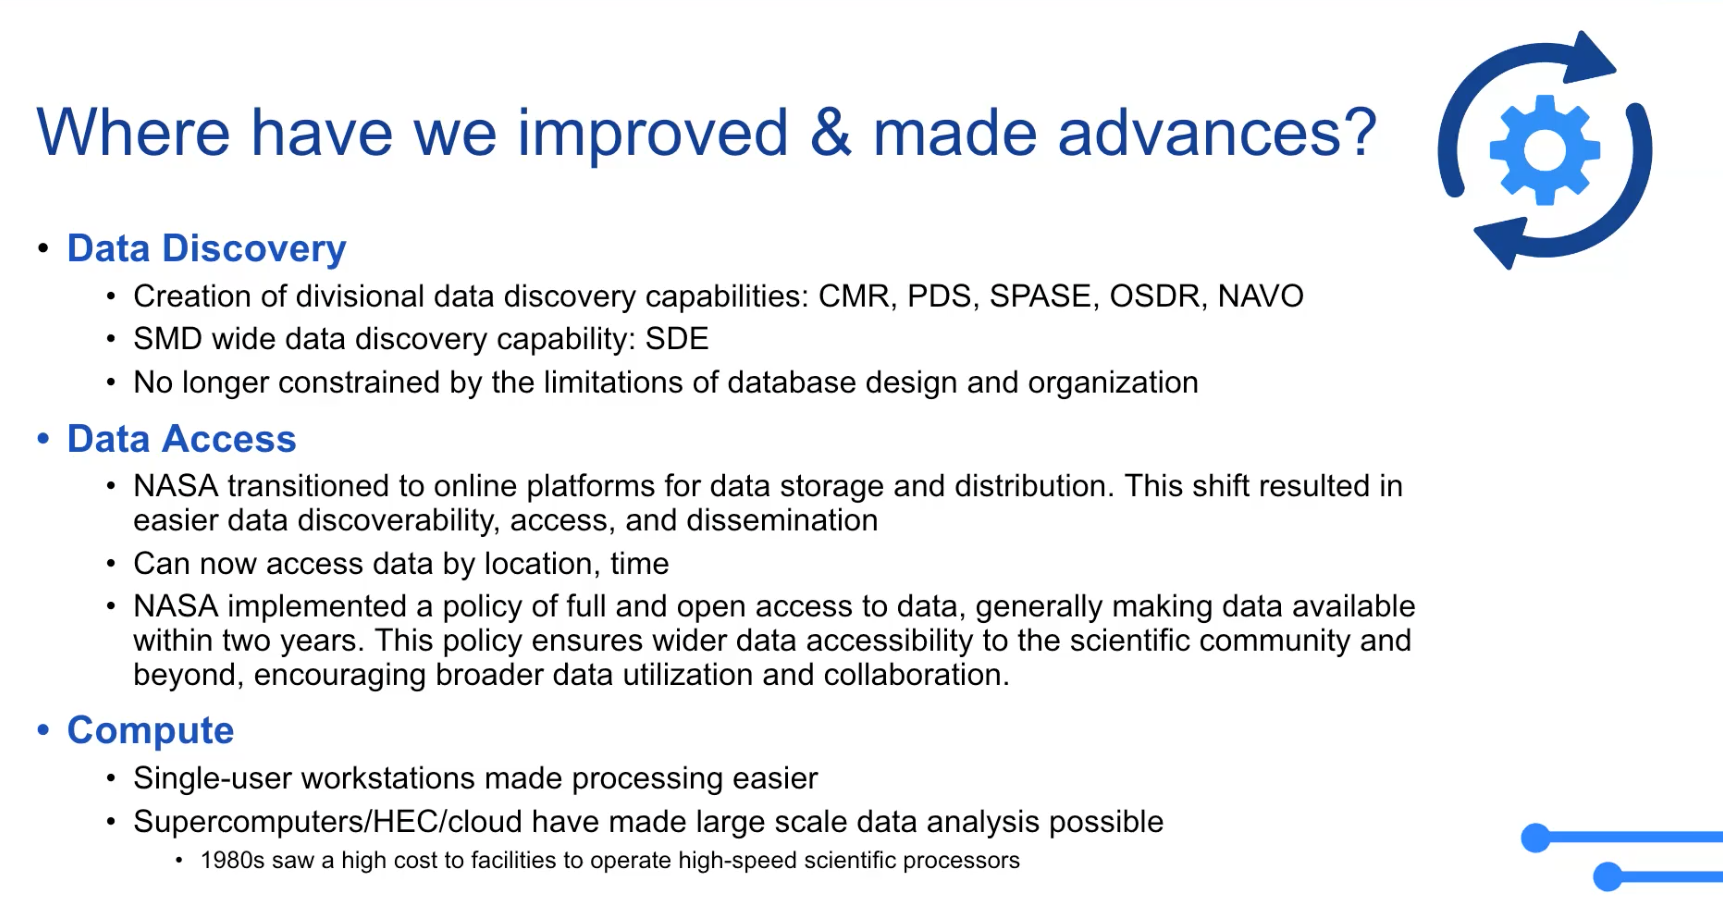 Where have we improved & made advances?
• Data Discovery
• Creation of divisional data discovery capabilities: CMR, PDS, SPASE, OSDR, NAVO
• SMD wide data discovery capability: SDE
• No longer constrained by the limitations of database design and organization
• Data Access
• NASA transitioned to online platforms for data storage and distribution. This shift resulted in
easier data discoverability, access, and dissemination
• Can now access data by location, time
• NASA implemented a policy of full and open access to data, generally making data available
within two years. This policy ensures wider data accessibility to the scientific community and
beyond, encouraging broader data utilization and collaboration.
• Compute
• Single-user workstations made processing easier
• Supercomputers/HEC/cloud have made large scale data analysis possible
• 1980s saw a high cost to facilities to operate high-speed scientific processors